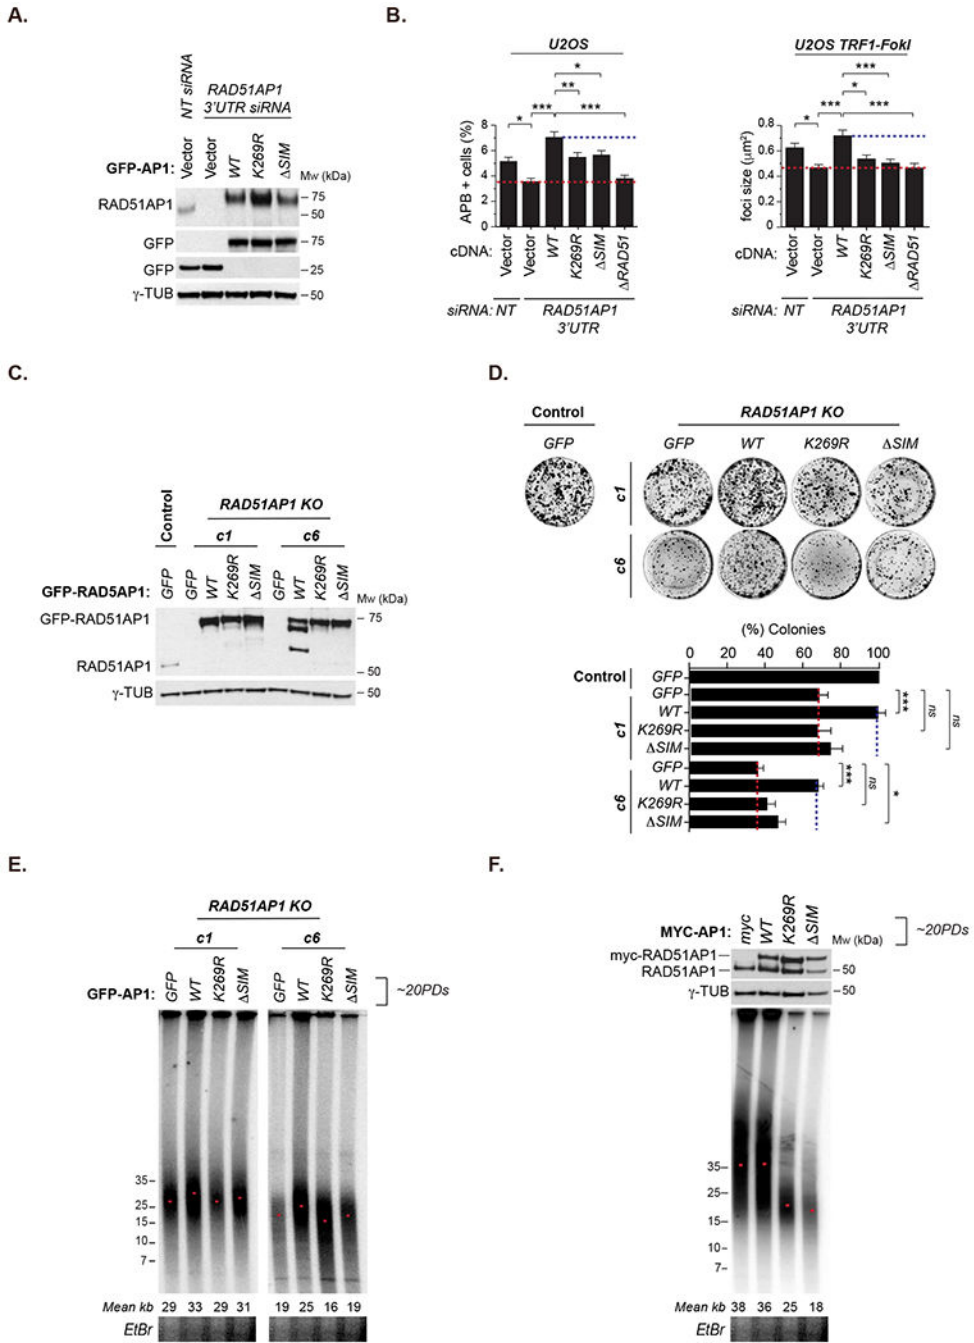 A.
NT siRNA
RAD51AP1
3'UTR siRNA
GFP-AP1:
Vector
Vector
WT
K269R
ΔSIM
Mw (kDa)
RAD51AP1
75
50
GFP
75
GFP
25
γ-TUB
50
B.
U2OS
*
**
*
***
***
APB + cells (%)
8
6
4
2
0
cDNA:
Vector
Vector
WT
K269R
ΔSIM
ΔRAD51
siRNA: NT
RAD51AP1
3'UTR
U2OS TRF1-FokI
***
*
*
***
***
foci size (µm²)
0.8
0.6
0.4
0.2
0
cDNA:
Vector
Vector
WT
K269R
ΔSIM
ΔRAD51
siRNA: NT
RAD51AP1
3'UTR
C.
Control
RAD51AP1 KO
c1
c6
GFP-RAD5AP1:
GFP
GFP
WT
K269R
ΔSIM
GFP
WT
K269R
ΔSIM
Mw (kDa)
GFP-RAD51AP1
75
RAD51AP1
50
γ-TUB
50
D.
Control
RAD51AP1 KO
GFP
GFP
WT
K269R
ΔSIM
c1
c6
(%) Colonies
0 20 40 60 80 100
Control
GFP
c1
GFP
WT
K269R
ΔSIM
***
ns
ns
c6
GFP
WT
K269R
ΔSIM
***
ns
*
E.
RAD51AP1 KO
c1
c6
GFP-AP1:
GFP
WT
K269R
ΔSIM
GFP
WT
K269R
ΔSIM
~20PDs
35
25
15
10
7
Mean kb 29 33 29 31 19 25 16 19
EtBr
F.
MYC-AP1:
myc
WT
K269R
ΔSIM
Mw (kDa)
~20PDs
myc-RAD51AP1
RAD51AP1
50
γ-TUB
50
35
25
15
10
7
Mean kb 38 36 25 18
EtBr